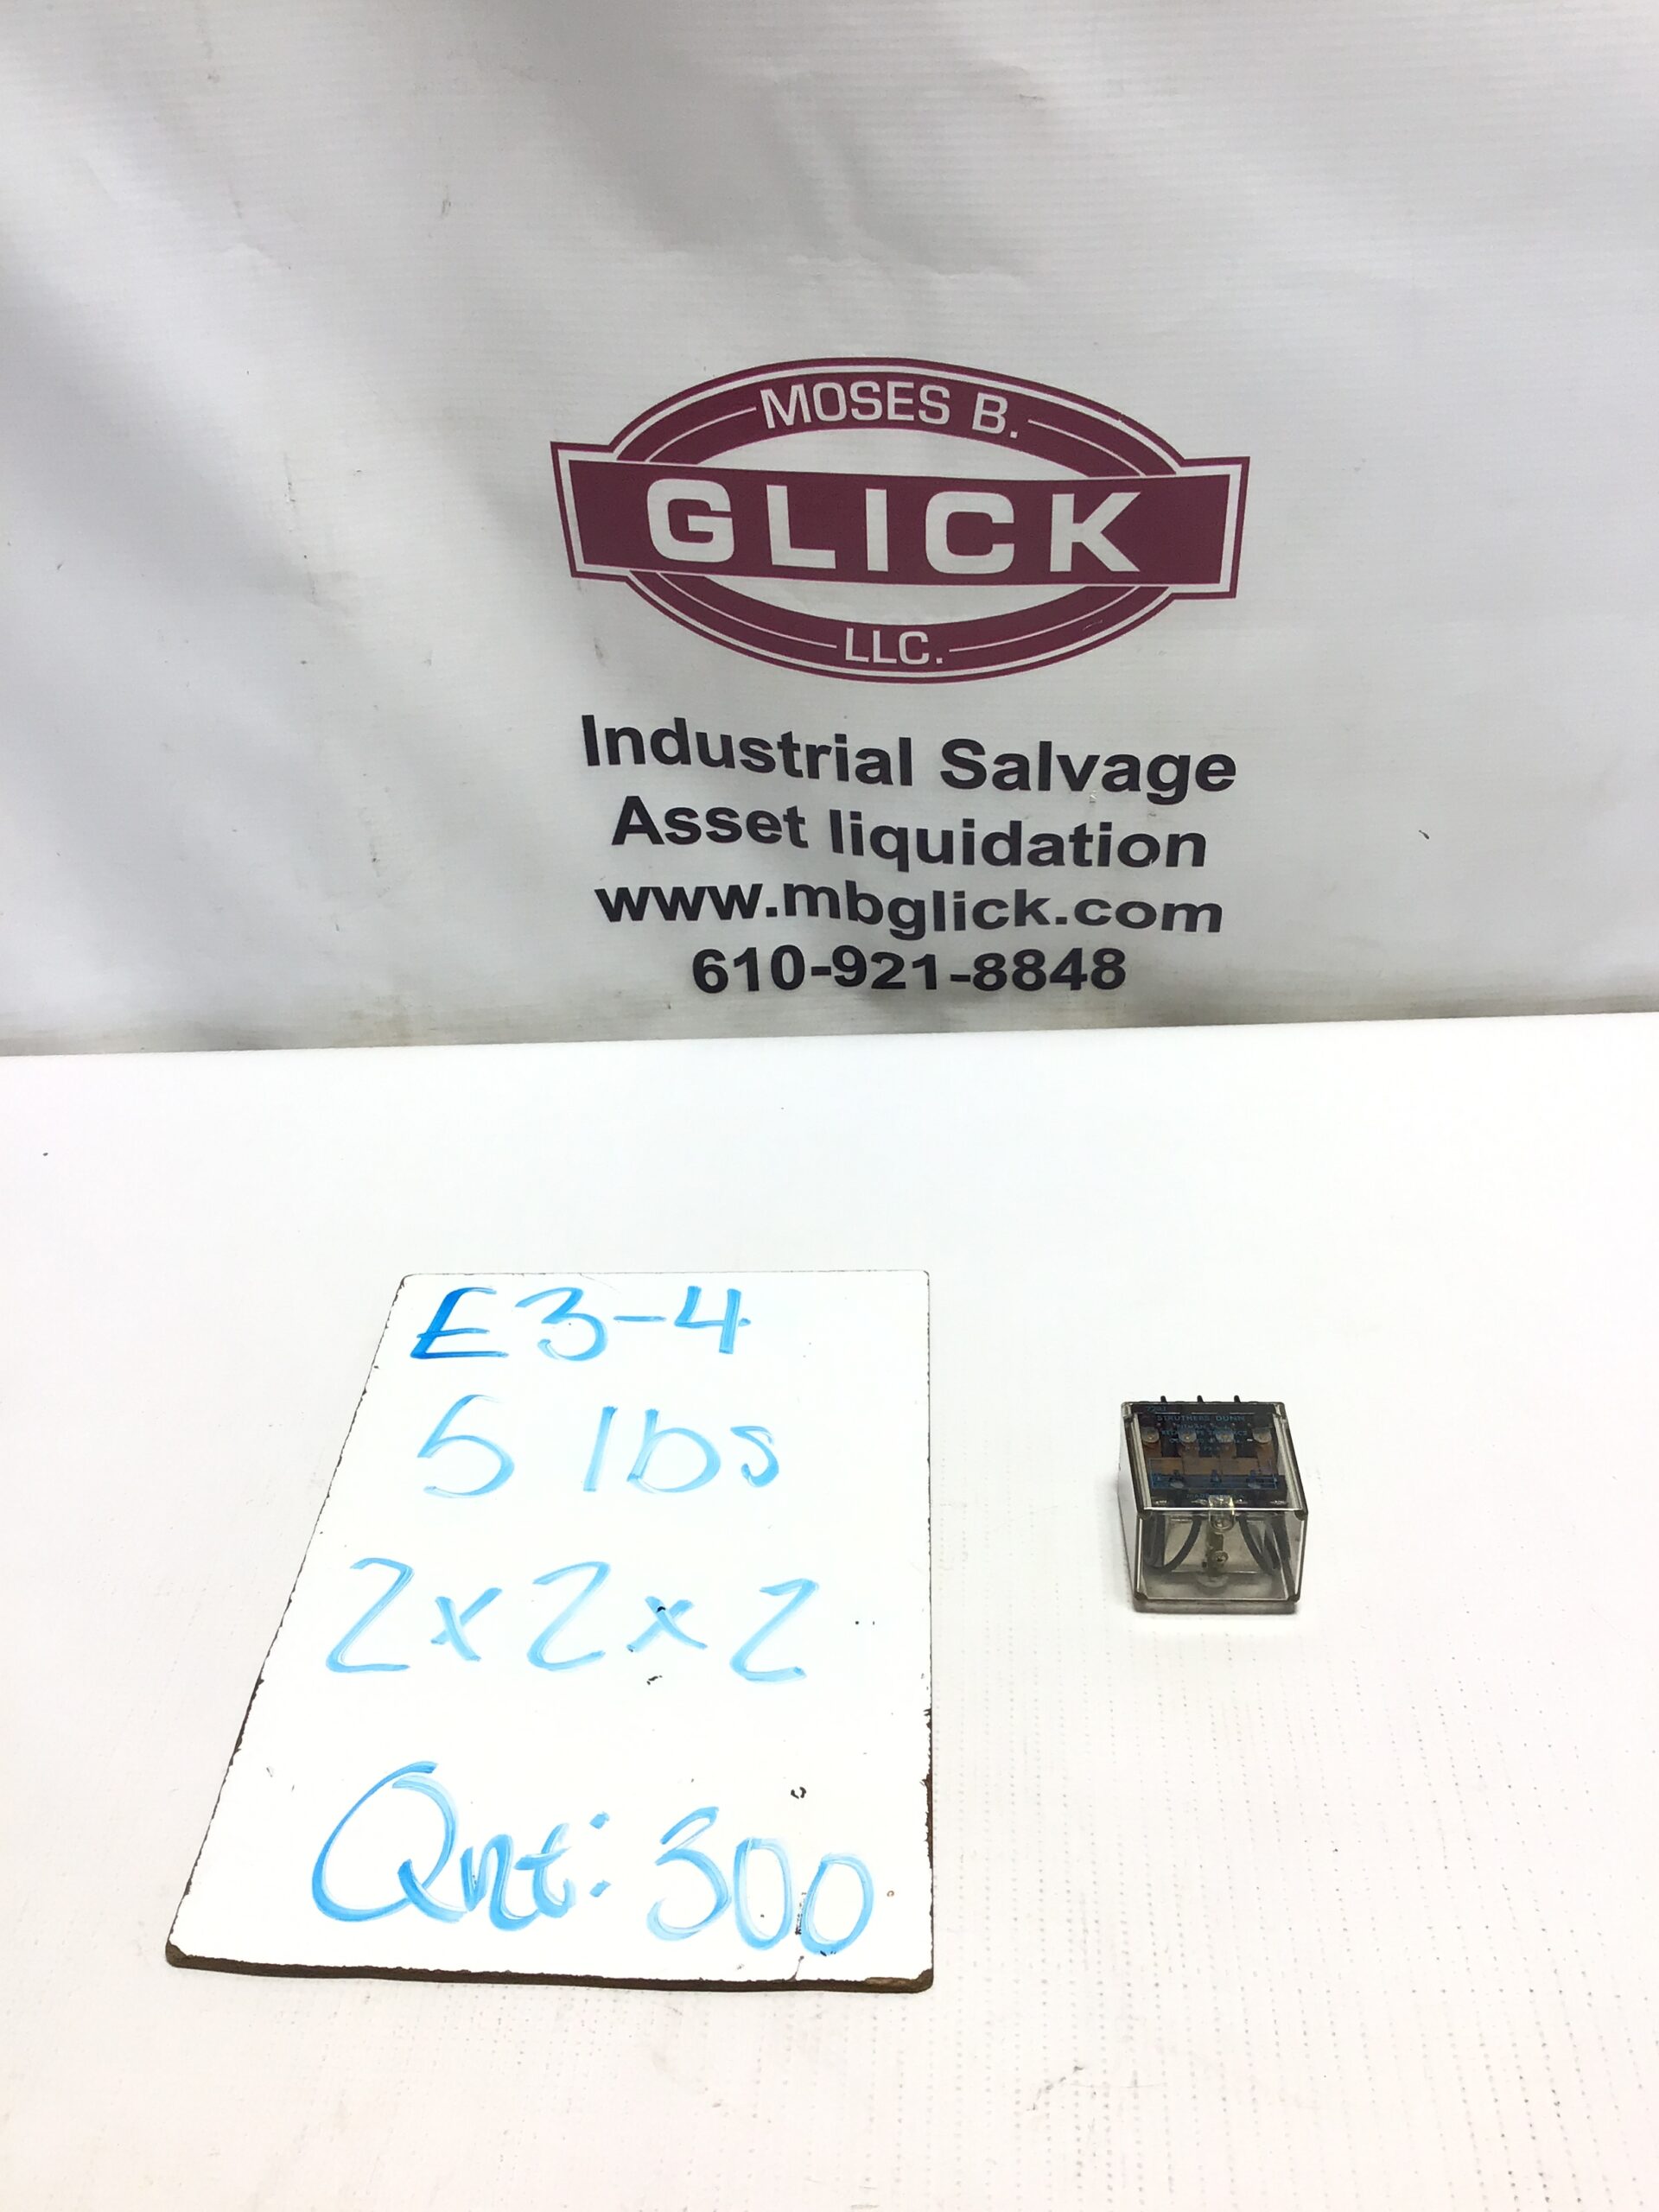 MOSES B.
GLICK
LLC.
Industrial Salvage
Asset liquidation
www.mbglick.com
610-921-8848
E3-4
5 lbs
2x2x2
Qnt: 300
STRUTHERS DUNN